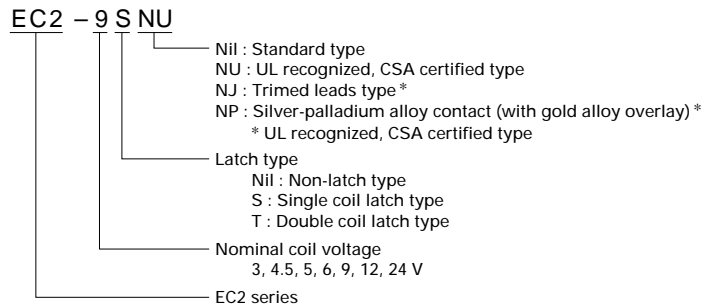 EC2 – 9 S NU
Nil : Standard type
NU : UL recognized, CSA certified type
NJ : Trimed leads type *
NP : Silver-palladium alloy contact (with gold alloy overlay) *
* UL recognized, CSA certified type
Latch type
Nil : Non-latch type
S : Single coil latch type
T : Double coil latch type
Nominal coil voltage
3, 4.5, 5, 6, 9, 12, 24 V
EC2 series